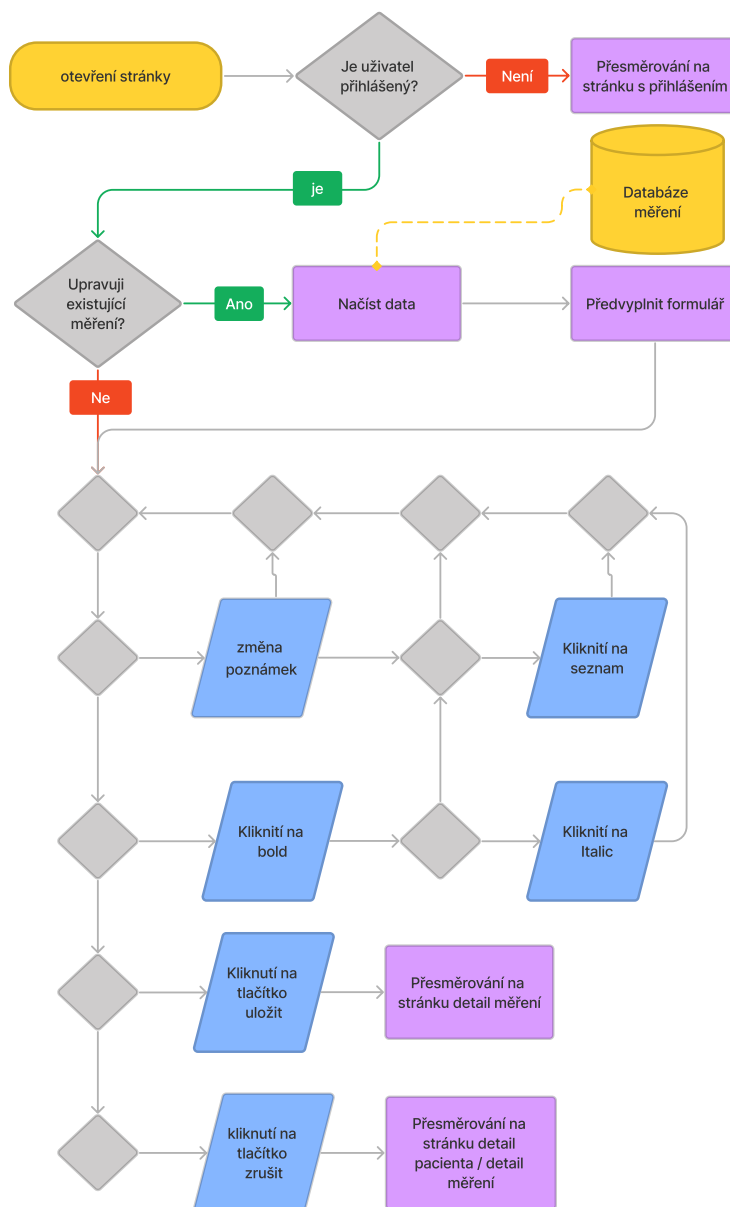 otevření stránky
Je uživatel
přihlášený?
Není
Přesměrování na
stránku s přihlášením
je
Databáze
měření
Upravuji
existující
měření?
Ano
Načíst data
Předvyplnit formulář
Ne
změna
poznámek
Kliknití na
seznam
Kliknití na
bold
Kliknití na
Italic
Kliknutí na
tlačítko
uložit
Přesměrování na
stránku detail měření
kliknutí na
tlačítko
zrušit
Přesměrování na
stránku detail
pacienta / detail
měření